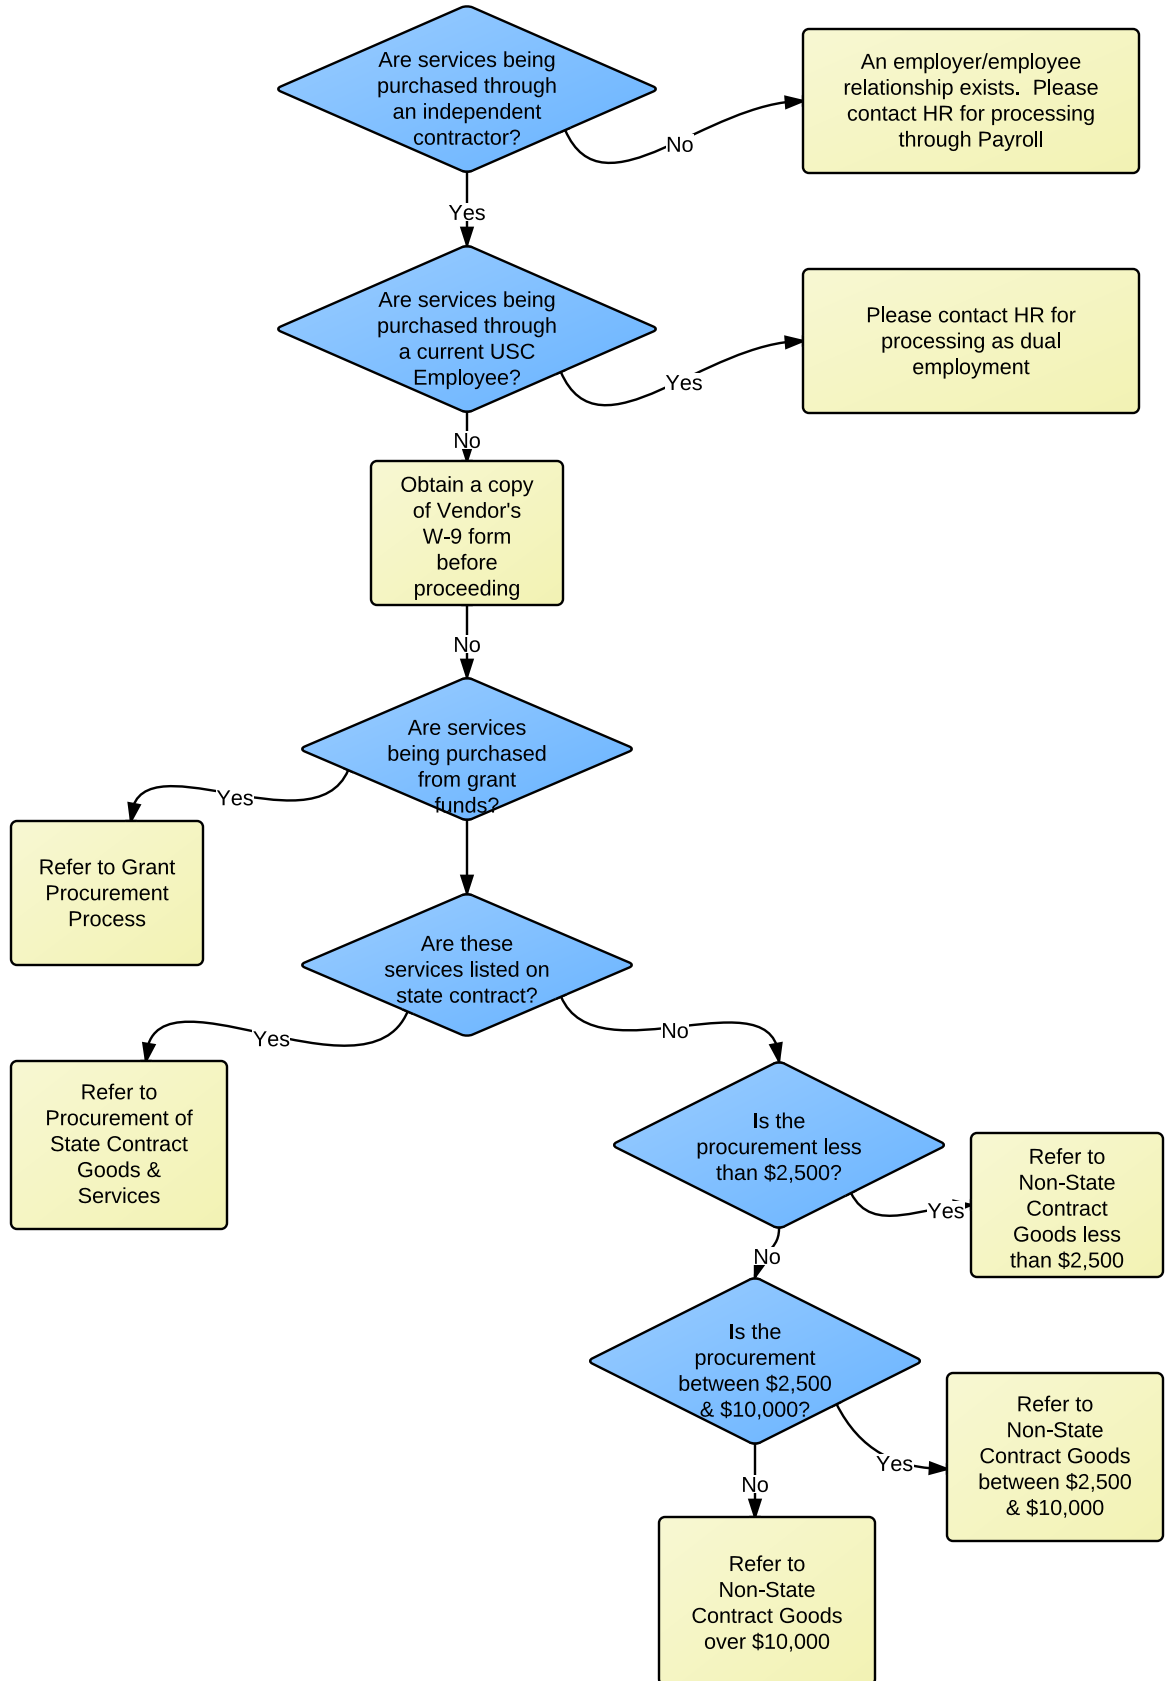 Are services being
purchased through
an independent
contractor?
An employer/employee
relationship exists.  Please
contact HR for processing
through Payroll
No
Yes
Are services being
purchased through
a current USC
Employee?
Please contact HR for
processing as dual
employment
Yes
No
Obtain a copy
of Vendor's
W-9 form
before
proceeding
No
Are services
being purchased
from grant
funds?
Yes
Refer to Grant
Procurement
Process
Are these
services listed on
state contract?
Yes
No
Refer to
Procurement of
State Contract
Goods &
Services
Is the
procurement less
than $2,500?
Yes
Refer to
Non-State
Contract
Goods less
than $2,500
No
Is the
procurement
between $2,500
& $10,000?
Yes
Refer to
Non-State
Contract Goods
between $2,500
& $10,000
No
Refer to
Non-State
Contract Goods
over $10,000